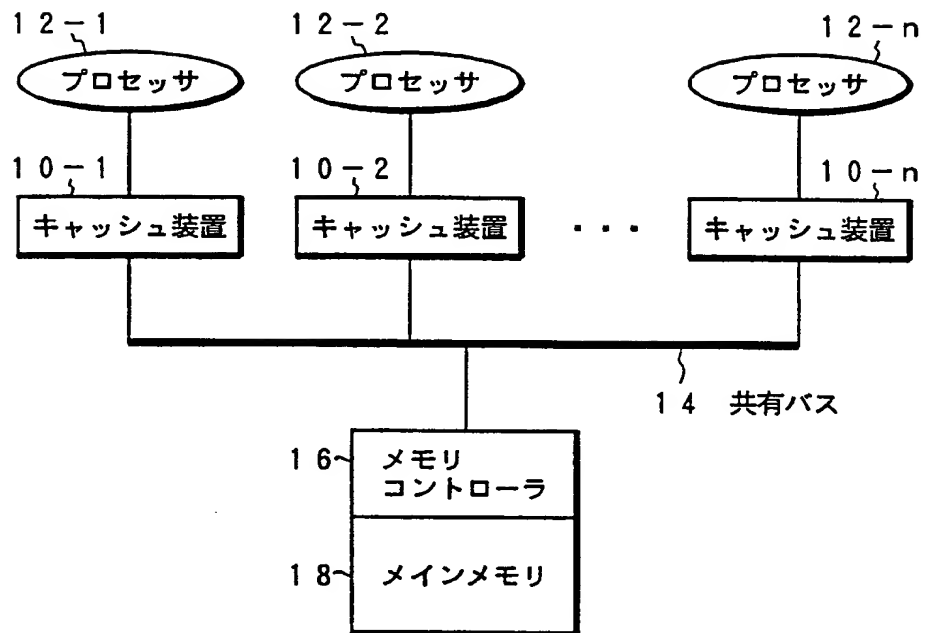 12-1
12-2
12-n
プロセッサ
プロセッサ
プロセッサ
10-1
10-2
10-n
キャッシュ装置
キャッシュ装置
・・・
キャッシュ装置
14 共有バス
16
メモリ
コントローラ
18
メインメモリ